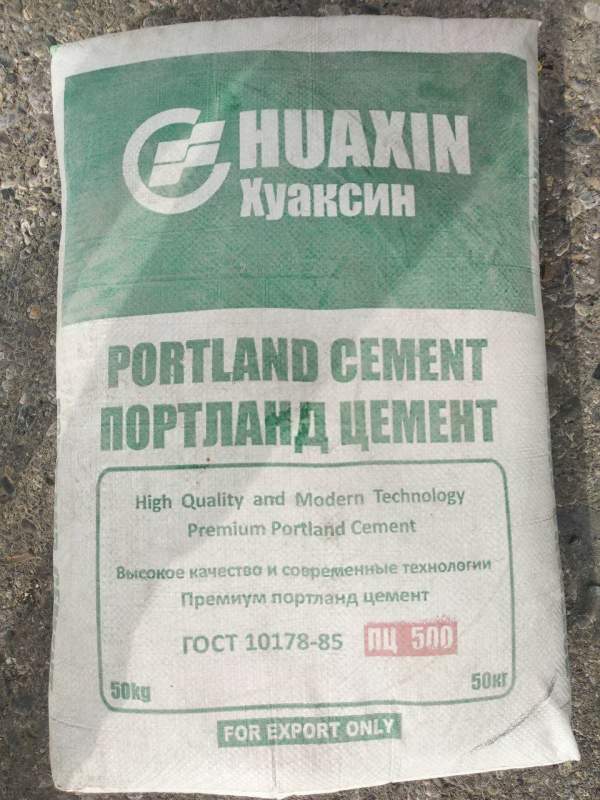 HUAXIN
Хуаксин
PORTLAND CEMENT
ПОРТЛАНД ЦЕМЕНТ
High Quality and Modern Technology
Premium Portland Cement
Высокое качество и современные технологии
Премиум портланд цемент
ГОСТ 10178-85 ПЦ 500
50kg 50кг
FOR EXPORT ONLY